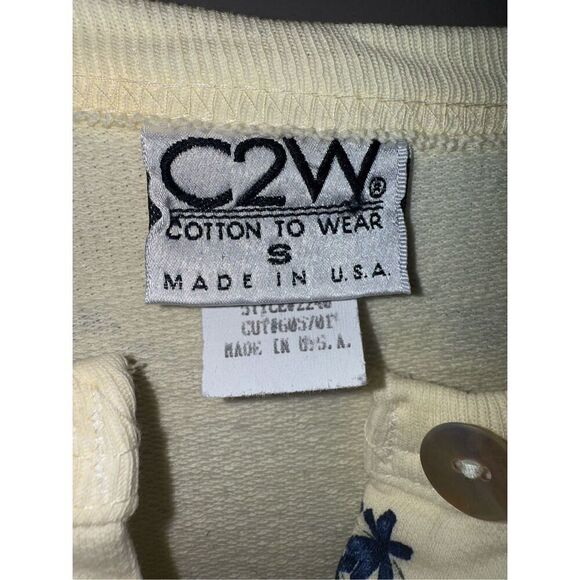 C2W®
COTTON TO WEAR
S
MADE IN U.S.A.
MADE IN U.S.A.